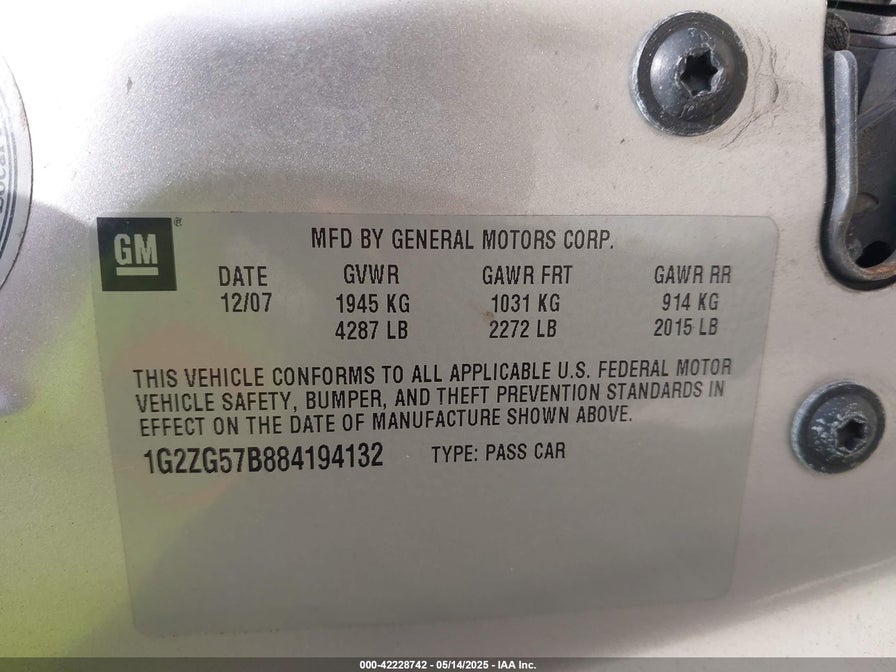 GM
®
MFD BY GENERAL MOTORS CORP.
DATE GVWR GAWR FRT GAWR RR
12/07 1945 KG 1031 KG 914 KG
4287 LB 2272 LB 2015 LB
THIS VEHICLE CONFORMS TO ALL APPLICABLE U.S. FEDERAL MOTOR
VEHICLE SAFETY, BUMPER, AND THEFT PREVENTION STANDARDS IN
EFFECT ON THE DATE OF MANUFACTURE SHOWN ABOVE.
1G2ZG57B884194132 TYPE: PASS CAR
000-42228742 - 05/14/2025 - IAA Inc.